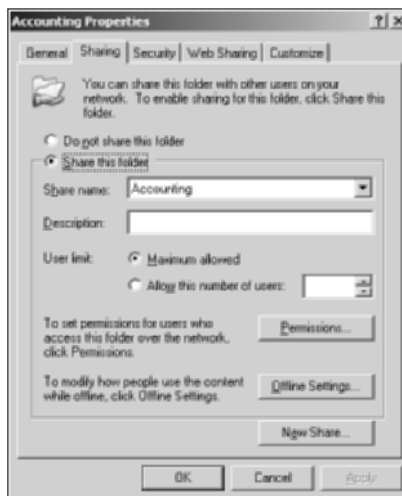 Accounting Properties
General Sharing Security Web Sharing Customize
You can share this folder with other users on your
network. To enable sharing for this folder, click Share this
folder.
Do not share this folder
Share this folder
Share name: Accounting
Description:
User limit: Maximum allowed
Allow this number of users:
To set permissions for users who
access this folder over the network,
click Permissions.
Permissions...
To modify how people use the content
while offline, click Offline Settings.
Offline Settings...
New Share...
OK Cancel Apply